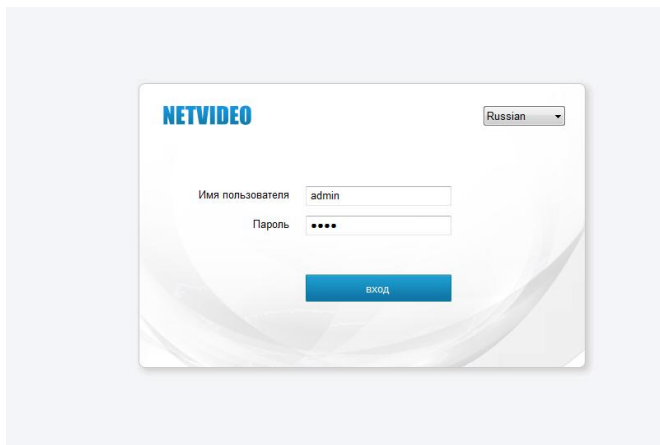 NETVIDEO
Russian
Имя пользователя admin
Пароль ••••
вход